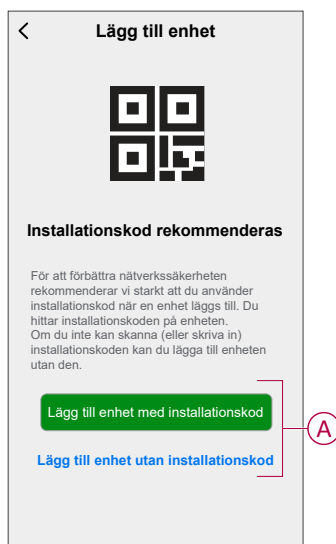 Lägg till enhet
Installationskod rekommenderas
För att förbättra nätverkssäkerheten
rekommenderar vi starkt att du använder
installationskod när en enhet läggs till. Du
hittar installationskoden på enheten.
Om du inte kan skanna (eller skriva in)
installationskoden kan du lägga till enheten
utan den.
Lägg till enhet med installationskod
A
Lägg till enhet utan installationskod